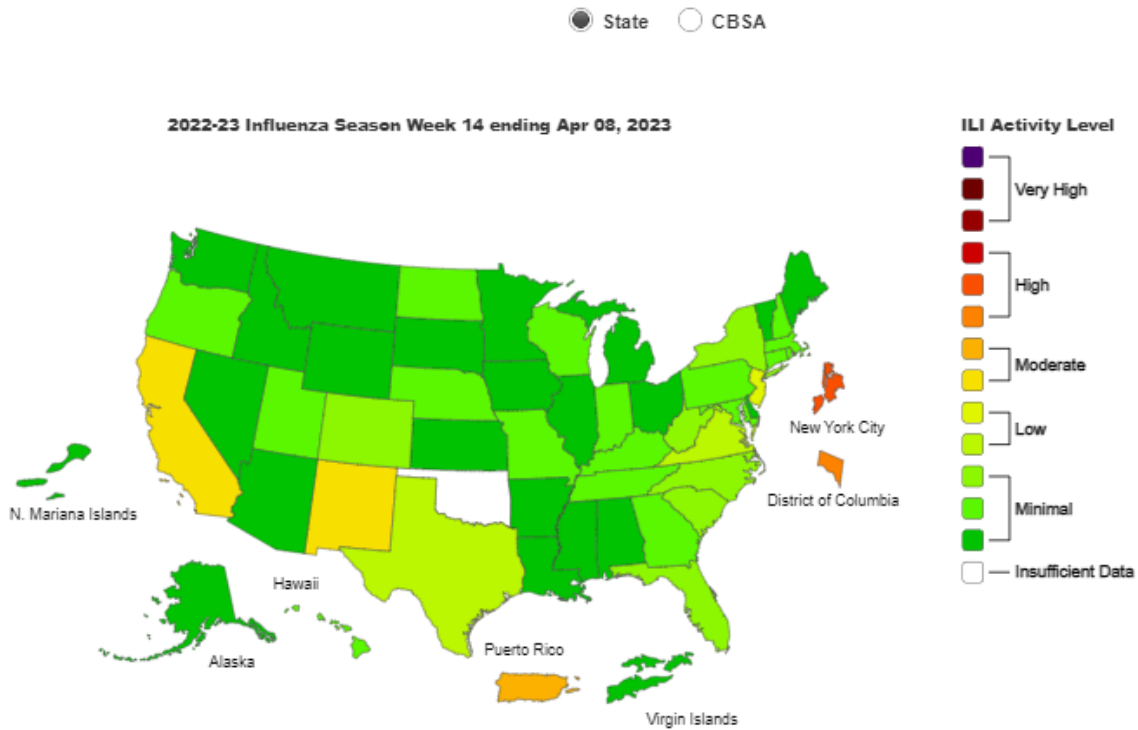 State CBSA
2022-23 Influenza Season Week 14 ending Apr 08, 2023
ILI Activity Level
Very High
High
Moderate
Low
Minimal
Insufficient Data
New York City
District of Columbia
N. Mariana Islands
Hawaii
Alaska
Puerto Rico
Virgin Islands